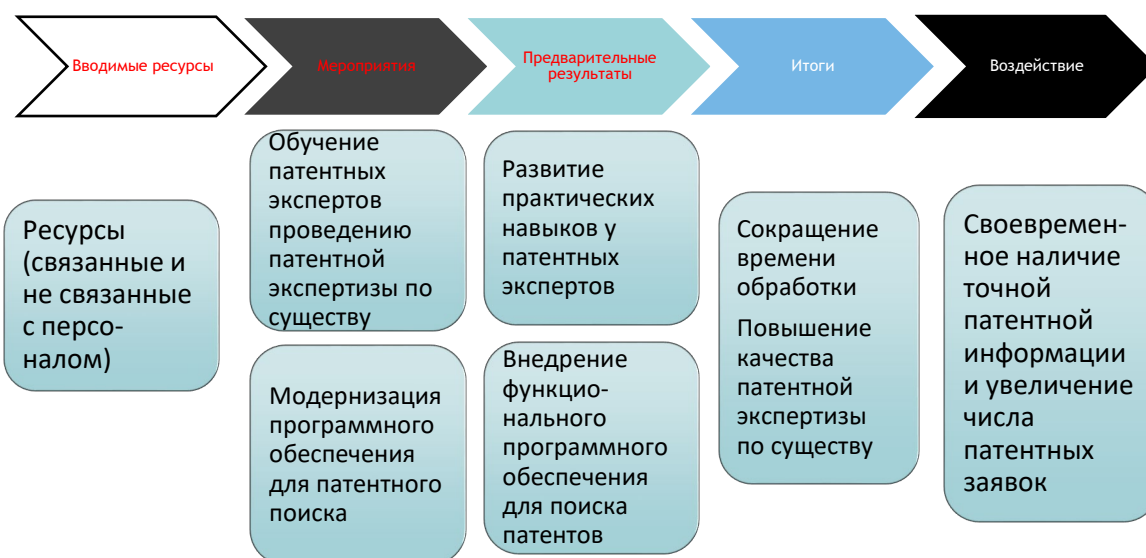 Вводимые ресурсы
Мероприятия
Предварительные
результаты
Итоги
Воздействие
Ресурсы
(связанные и
не связанные
с персо-
налом)
Обучение
патентных
экспертов
проведению
патентной
экспертизы по
существу
Модернизация
программного
обеспечения
для патентного
поиска
Развитие
практических
навыков у
патентных
экспертов
Внедрение
функцио-
нального
программного
обеспечения
для поиска
патентов
Сокращение
времени
обработки
Повышение
качества
патентной
экспертизы
по существу
Своевремен-
ное наличие
точной
патентной
информации
и увеличение
числа
патентных
заявок